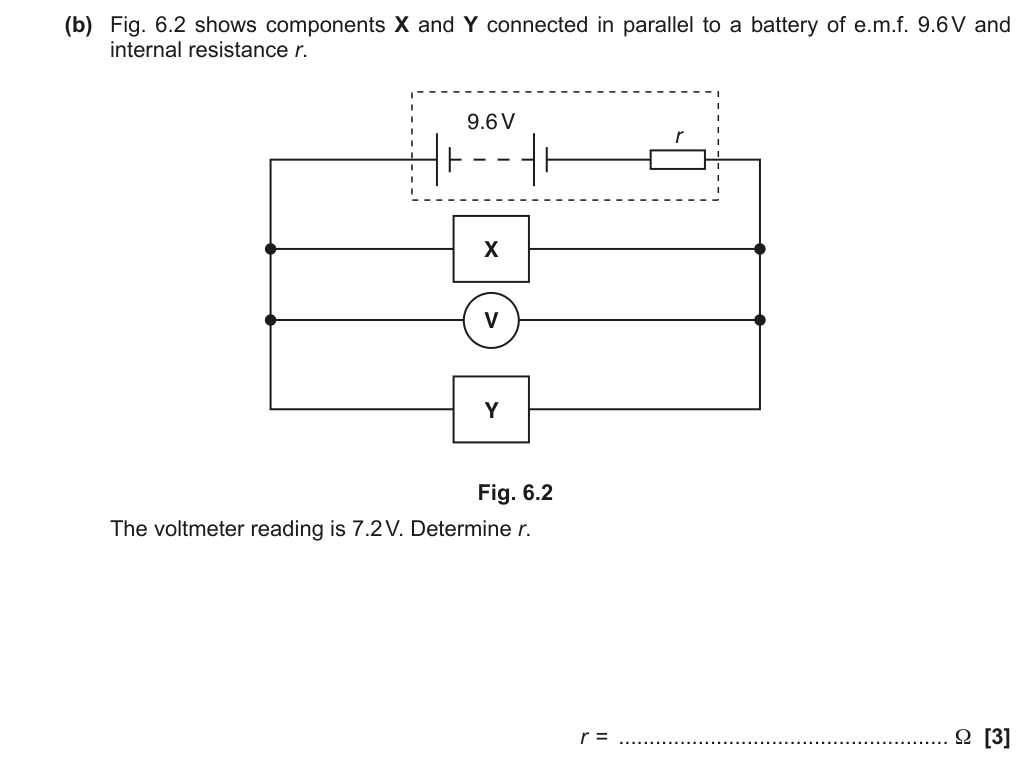 (b) Fig. 6.2 shows components X and Y connected in parallel to a battery of e.m.f. 9.6 V and
internal resistance r.
9.6 V
r
X
V
Y
Fig. 6.2
The voltmeter reading is 7.2 V. Determine r.
r = ...................................................... Ω [3]